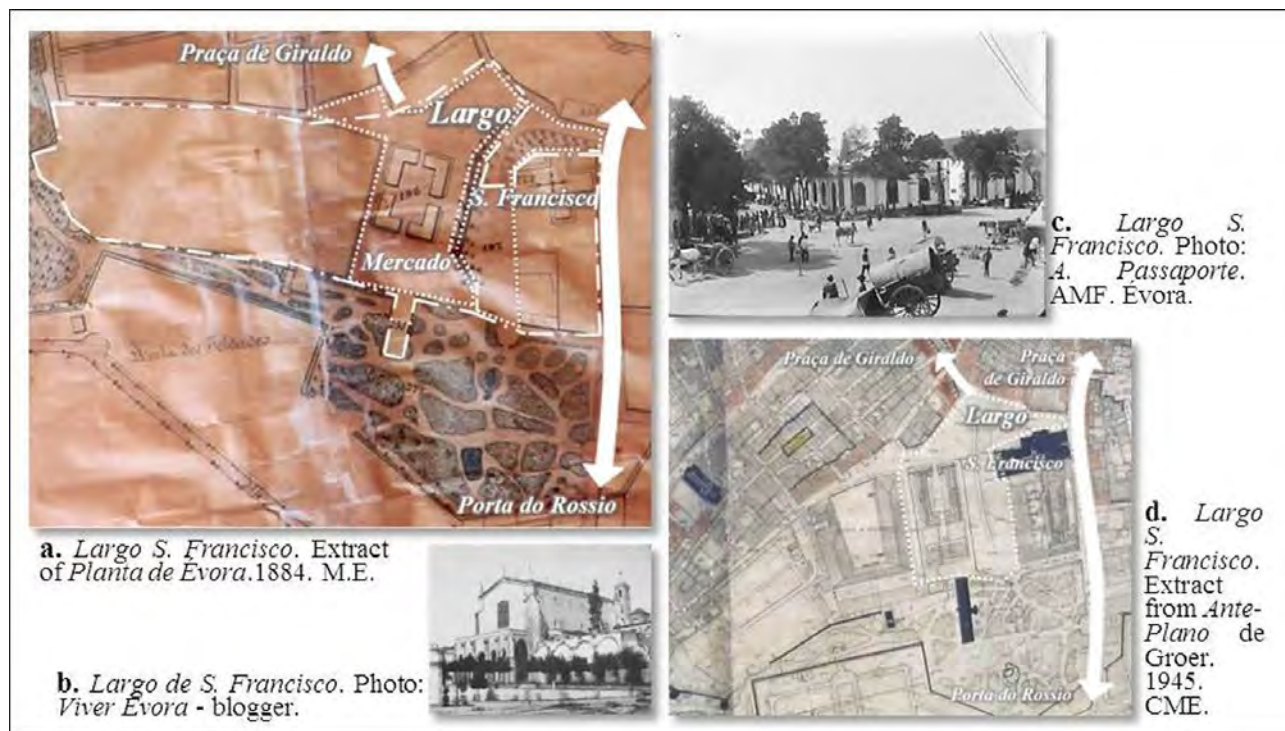 Praça de Giraldo
Largo
S. Francisco
Mercado
Porta do Rossio
a. Largo S. Francisco. Extract
of Planta de Évora.1884. M.E.
b. Largo de S. Francisco. Photo:
Viver Évora - blogger.
c. Largo S.
Francisco. Photo:
A. Passaporte.
AMF. Évora.
Praça de Giraldo
Praça
de Giraldo
Largo
S. Francisco
Porta do Rossio
d. Largo
S.
Francisco.
Extract
from Ante-
Plano de
Groer.
1945.
CME.